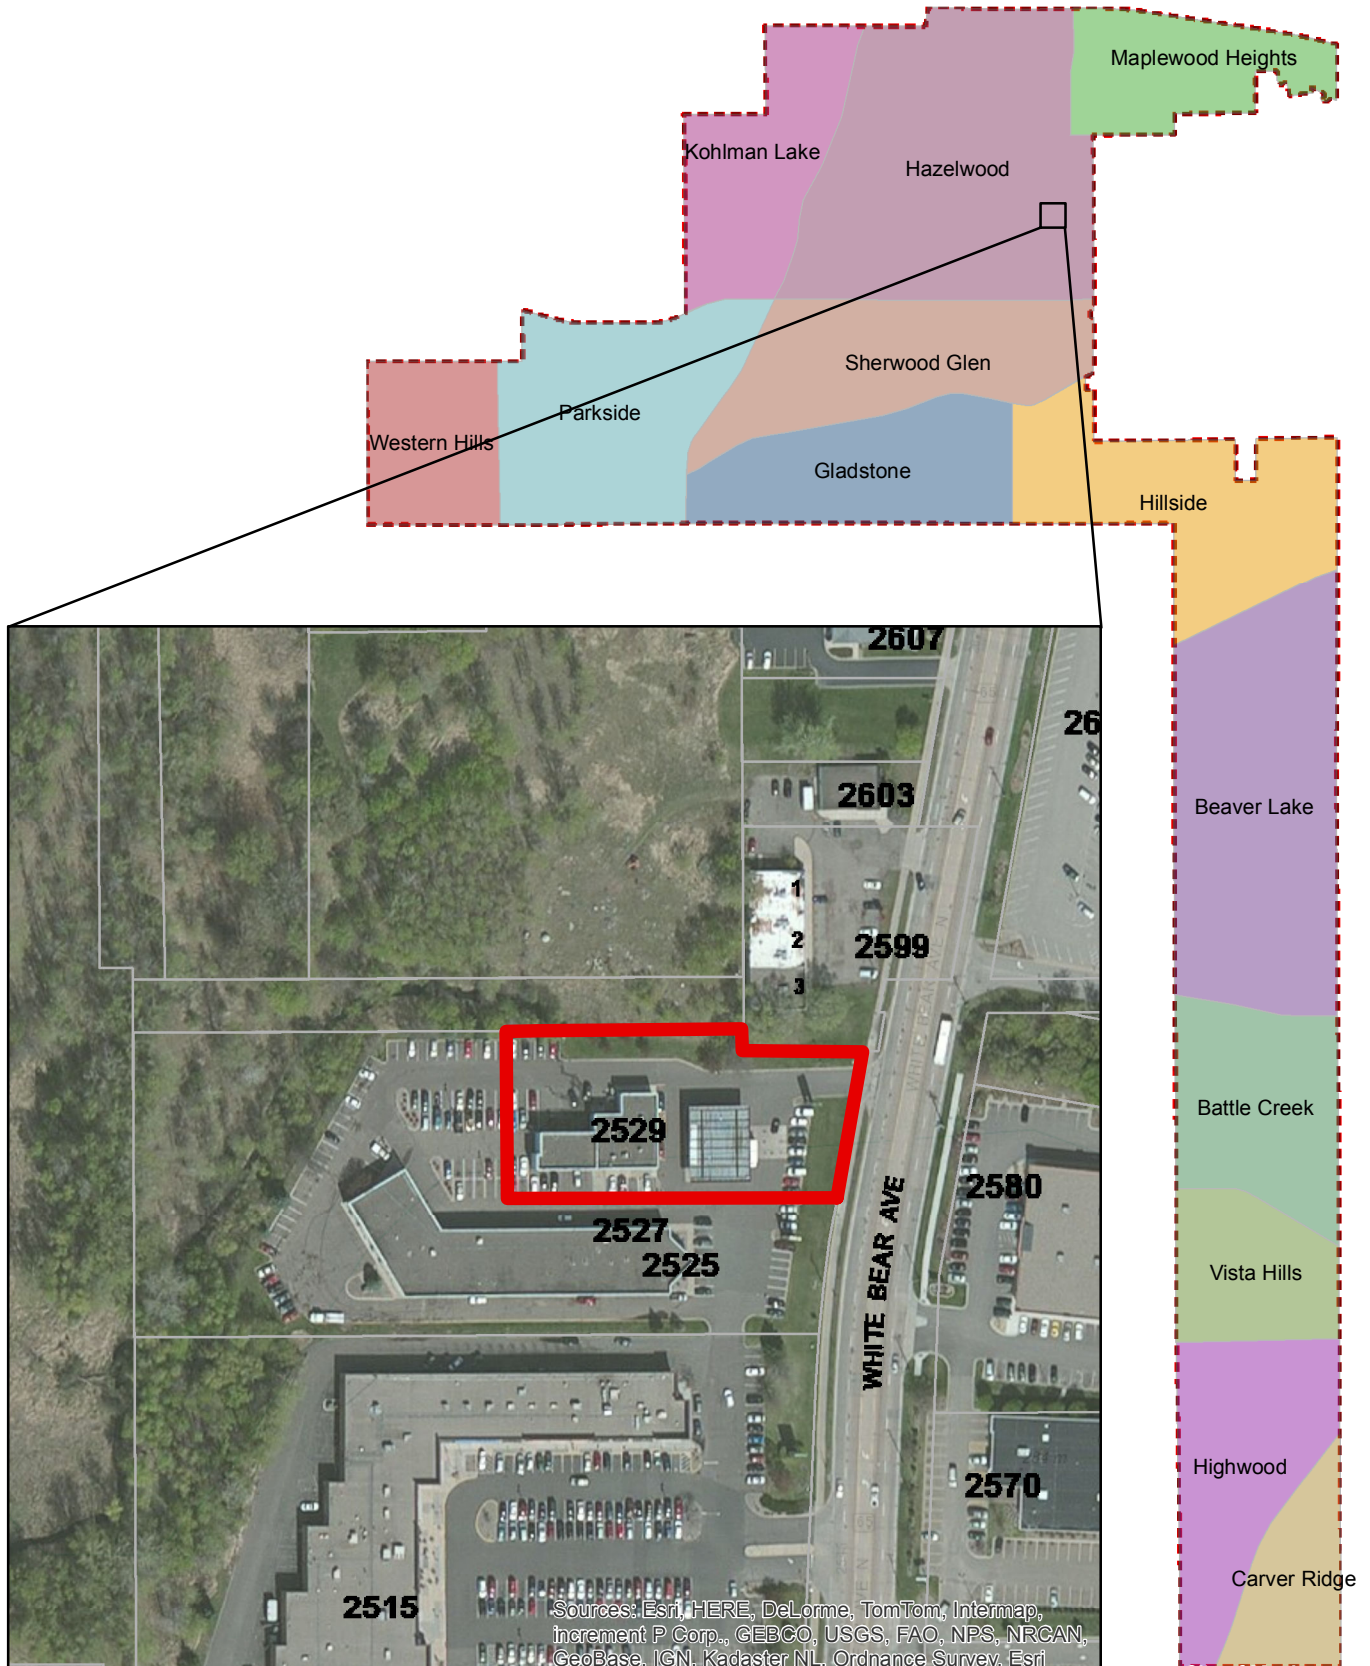 Maplewood Heights
Kohlman Lake
Hazelwood
Sherwood Glen
Parkside
Western Hills
Gladstone
Hillside
Beaver Lake
Battle Creek
Vista Hills
Highwood
Carver Ridge
2607
26
2603
1
2
2599
3
2529
2580
2527
2525
WHITE BEAR AVE
2570
2515
Sources: Esri, HERE, DeLorme, TomTom, Intermap,
increment P Corp., GEBCO, USGS, FAO, NPS, NRCAN,
GeoBase, IGN, Kadaster NL, Ordnance Survey, Esri